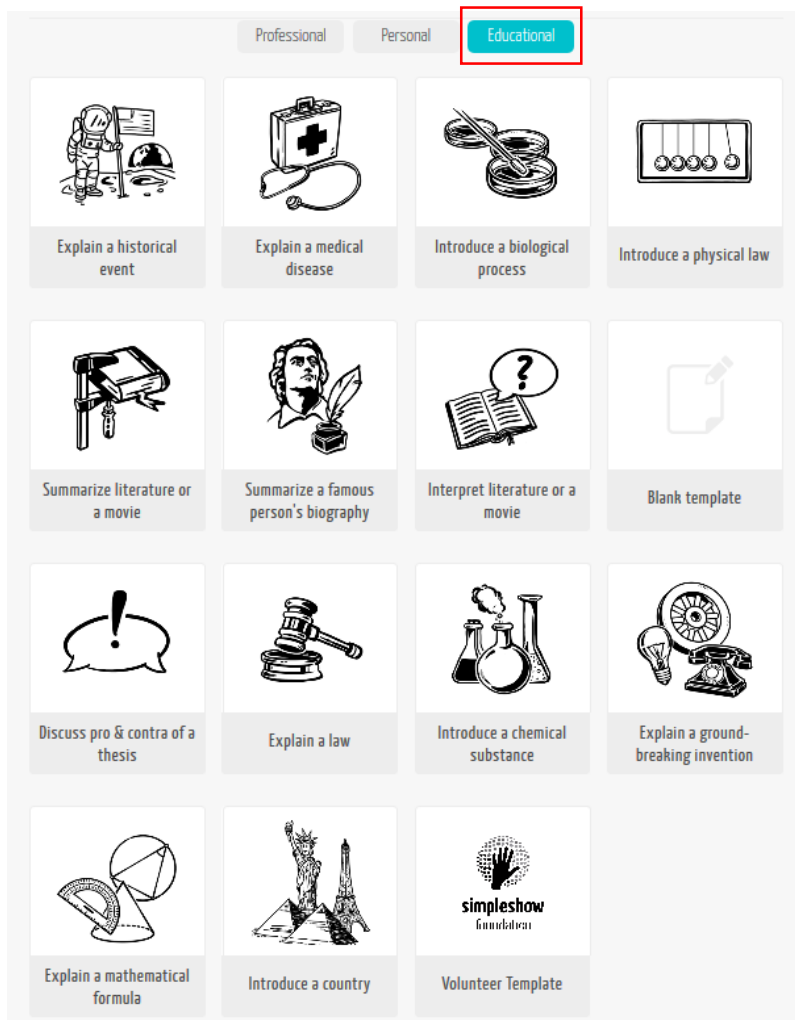 Professional
Personal
Educational
Explain a historical
event
Explain a medical
disease
Introduce a biological
process
Introduce a physical law
?
Summarize literature or
a movie
Summarize a famous
person's biography
Interpret literature or a
movie
Blank template
!
Discuss pro & contra of a
thesis
Explain a law
Introduce a chemical
substance
Explain a ground-
breaking invention
simpleshow
foundation
Explain a mathematical
formula
Introduce a country
Volunteer Template